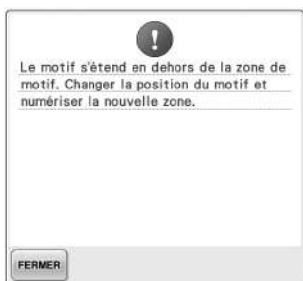 Le motif s'étend en dehors de la zone de
motif. Changer la position du motif et
numériser la nouvelle zone.
FERMER